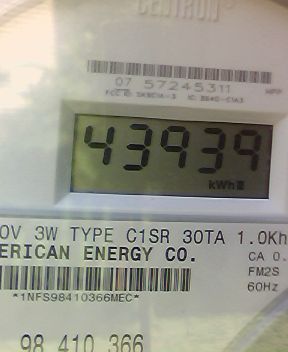 CENTRON®
07 57245311
43939
kWh
0V 3W TYPE C1SR 30TA 1.0Kh
ERICAN ENERGY CO.
CA 0.
FM2S
*1NFS98410366MEC*
60Hz
98 410 366